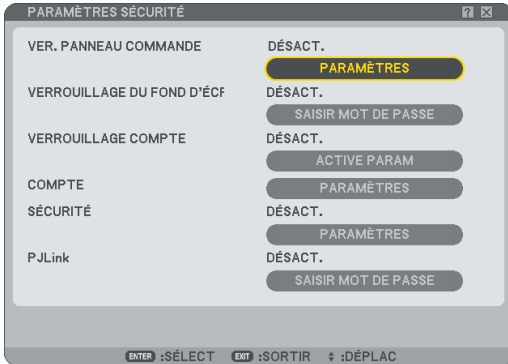 PARAMÈTRES SÉCURITÉ
VER. PANNEAU COMMANDE DÉSACT.
PARAMÈTRES
VERROUILLAGE DU FOND D'ÉCR DÉSACT.
SAISIR MOT DE PASSE
VERROUILLAGE COMPTE DÉSACT.
ACTIVE PARAM
COMPTE PARAMÈTRES
SÉCURITÉ DÉSACT.
PARAMÈTRES
PJLink DÉSACT.
SAISIR MOT DE PASSE
ENTER :SÉLECT EXIT :SORTIR :DÉPLAC